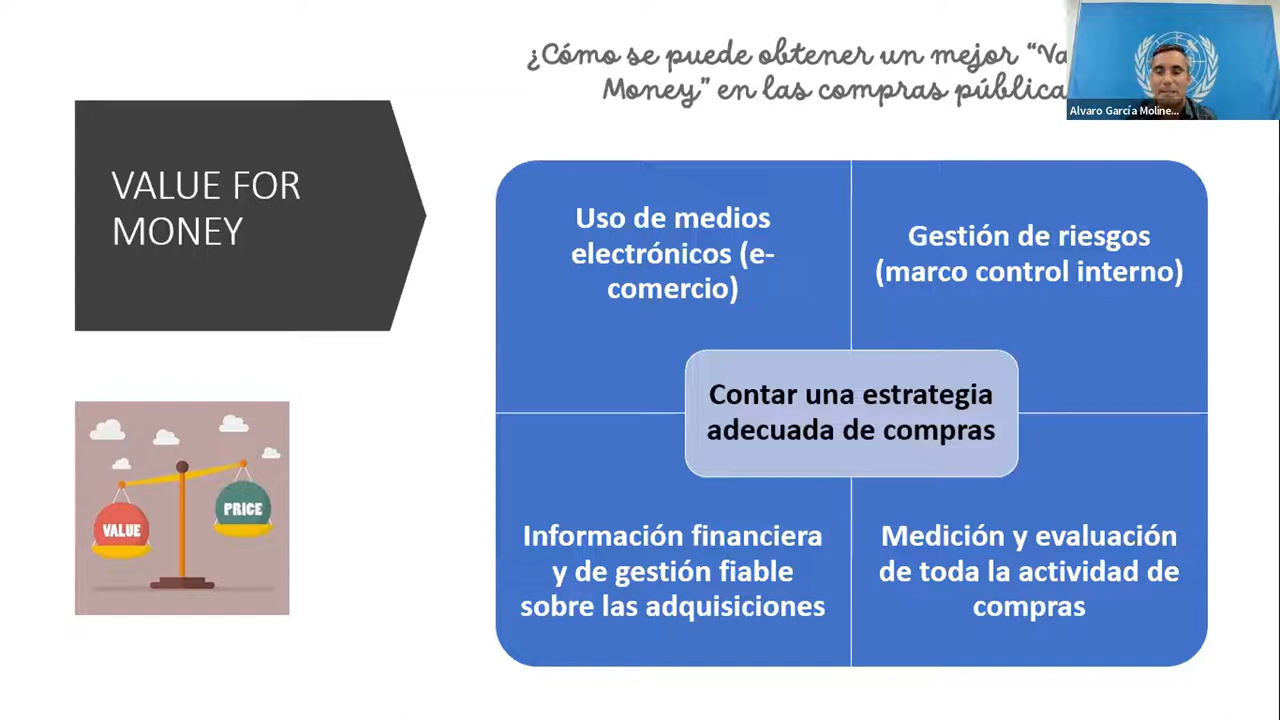 ¿Cómo se puede obtener un mejor “Va
Money” en las compras pública
Alvaro García Moline...
VALUE FOR
MONEY
Uso de medios
electrónicos (e-
comercio)
Gestión de riesgos
(marco control interno)
Contar una estrategia
adecuada de compras
VALUE
PRICE
Información financiera
y de gestión fiable
sobre las adquisiciones
Medición y evaluación
de toda la actividad de
compras